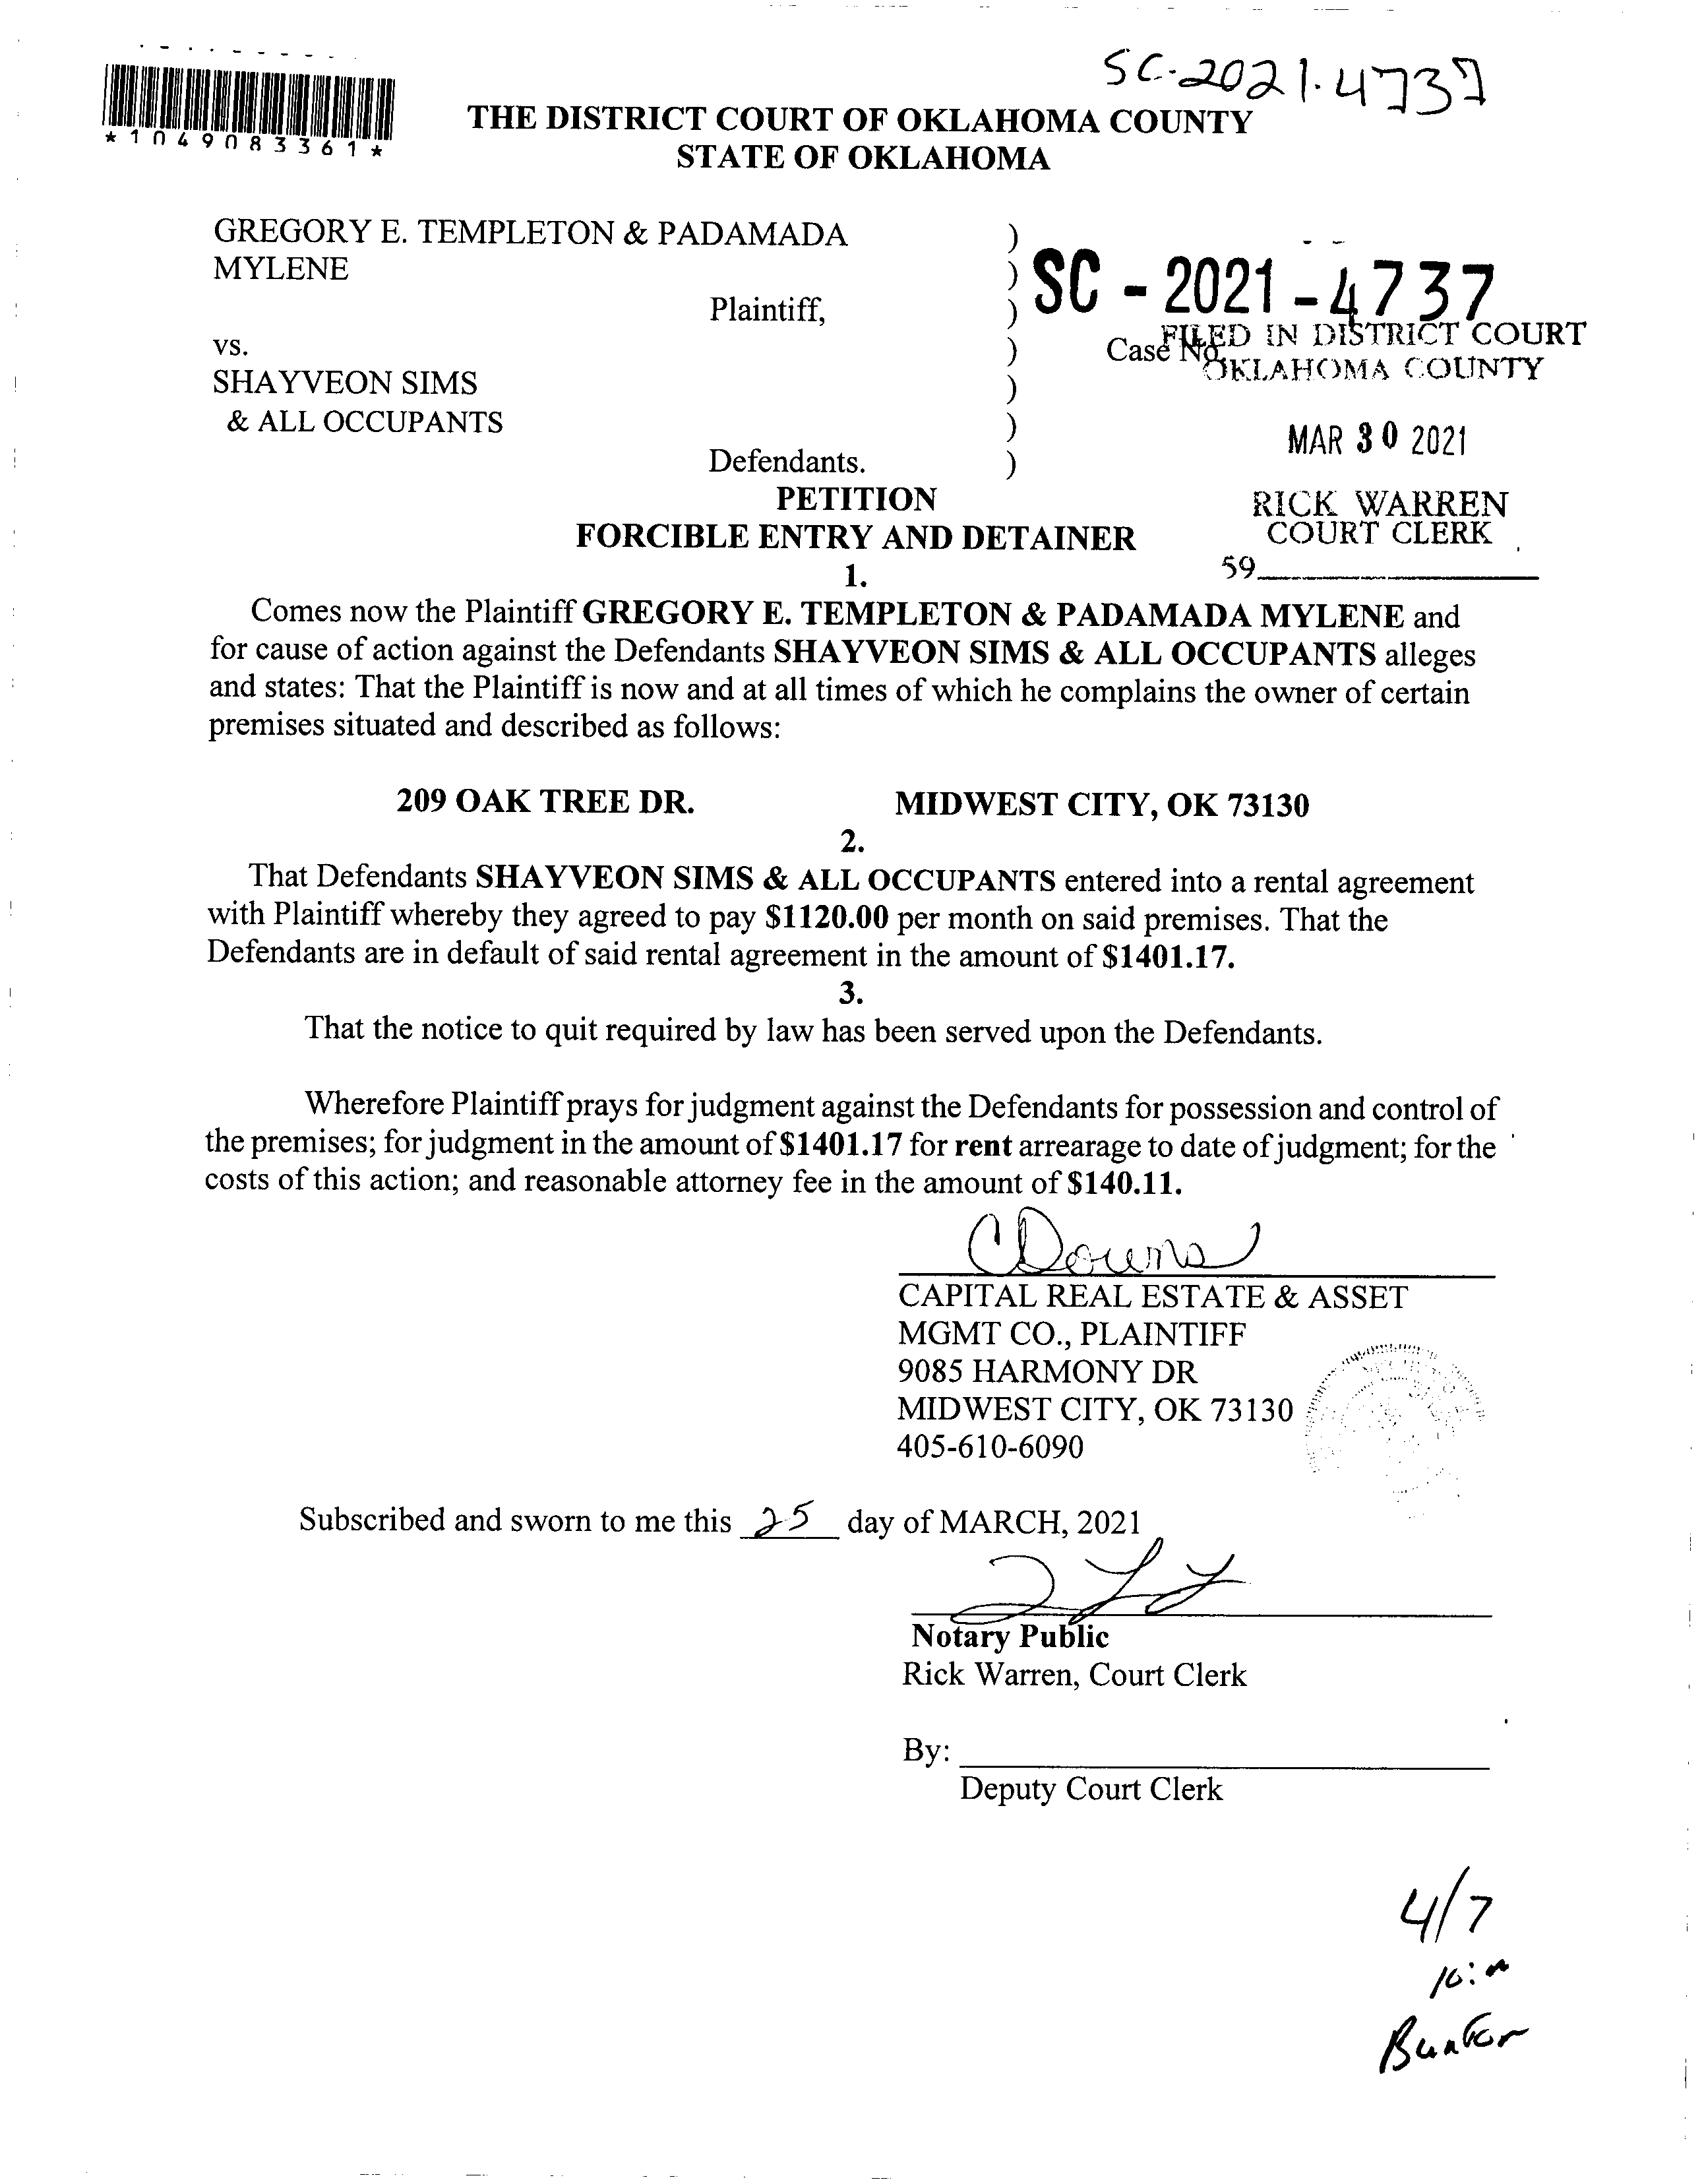 SC-2021-4737
*1049083361*
THE DISTRICT COURT OF OKLAHOMA COUNTY
STATE OF OKLAHOMA
GREGORY E. TEMPLETON & PADAMADA )
MYLENE )
SC - 2021 - 4737
Plaintiff, )
FILED IN DISTRICT COURT
OKLAHOMA COUNTY
vs. ) Case No.
SHAYVEON SIMS )
& ALL OCCUPANTS )
MAR 30 2021
Defendants. )
PETITION
RICK WARREN
COURT CLERK
FORCIBLE ENTRY AND DETAINER
59
1.
Comes now the Plaintiff GREGORY E. TEMPLETON & PADAMADA MYLENE and
for cause of action against the Defendants SHAYVEON SIMS & ALL OCCUPANTS alleges
and states: That the Plaintiff is now and at all times of which he complains the owner of certain
premises situated and described as follows:
209 OAK TREE DR. MIDWEST CITY, OK 73130
2.
That Defendants SHAYVEON SIMS & ALL OCCUPANTS entered into a rental agreement
with Plaintiff whereby they agreed to pay $1120.00 per month on said premises. That the
Defendants are in default of said rental agreement in the amount of $1401.17.
3.
That the notice to quit required by law has been served upon the Defendants.
Wherefore Plaintiff prays for judgment against the Defendants for possession and control of
the premises; for judgment in the amount of $1401.17 for rent arrearage to date of judgment; for the
costs of this action; and reasonable attorney fee in the amount of $140.11.
CDowns
CAPITAL REAL ESTATE & ASSET
MGMT CO., PLAINTIFF
9085 HARMONY DR
MIDWEST CITY, OK 73130
405-610-6090
Subscribed and sworn to me this 25 day of MARCH, 2021
Notary Public
Rick Warren, Court Clerk
By:
Deputy Court Clerk
4/7